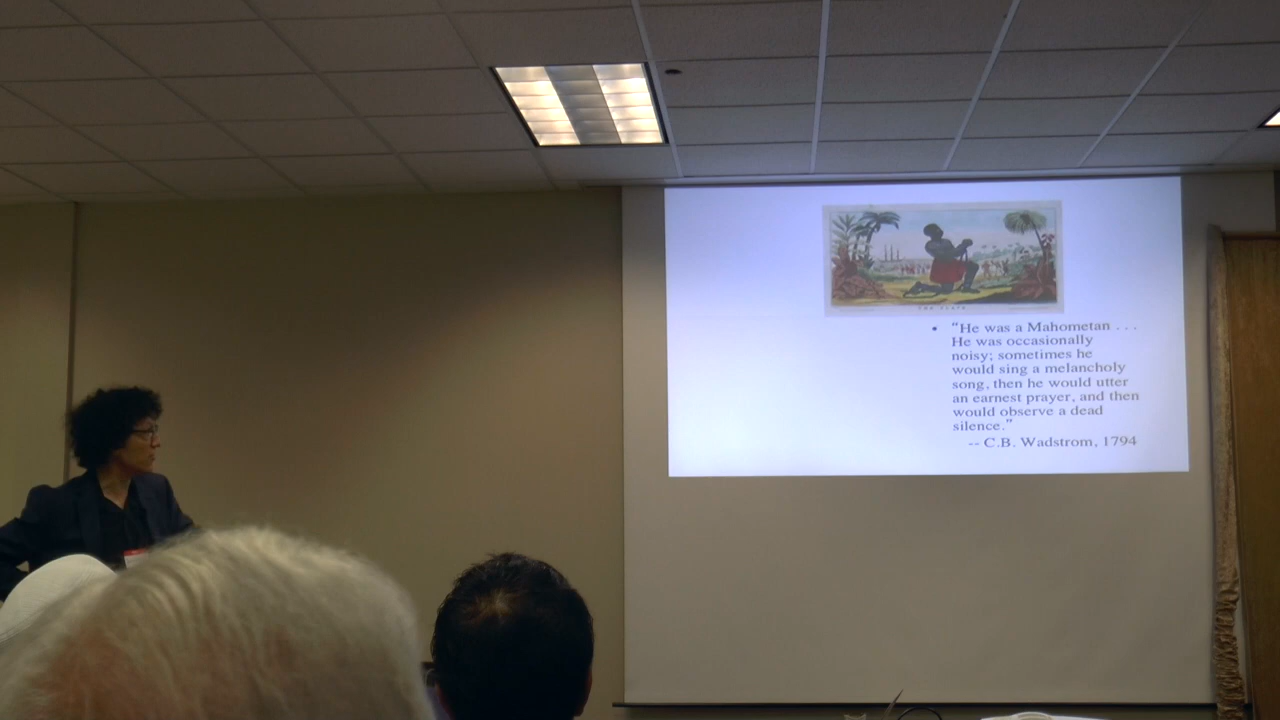 • "He was a Mahometan . . .
He was occasionally
noisy; sometimes he
would sing a melancholy
song, then he would utter
an earnest prayer, and then
would observe a dead
silence."
-- C.B. Wadstrom, 1794